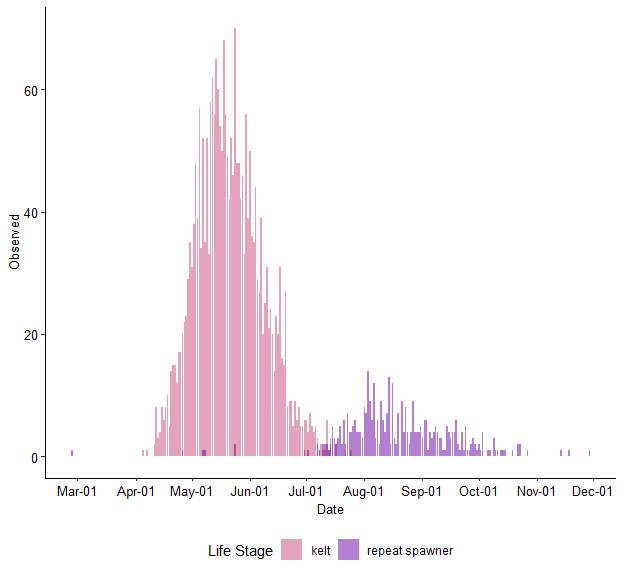 Observed
60
40
20
0
Mar-01 Apr-01 May-01 Jun-01 Jul-01 Aug-01 Sep-01 Oct-01 Nov-01 Dec-01
Date
Life Stage kelt repeat spawner